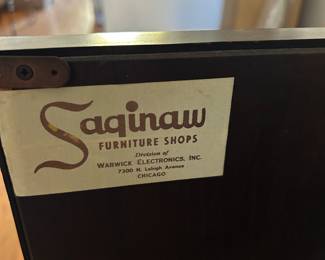 Saginaw
FURNITURE SHOPS
Division of
WARWICK ELECTRONICS, INC.
7300 N. Lehigh Avenue
CHICAGO